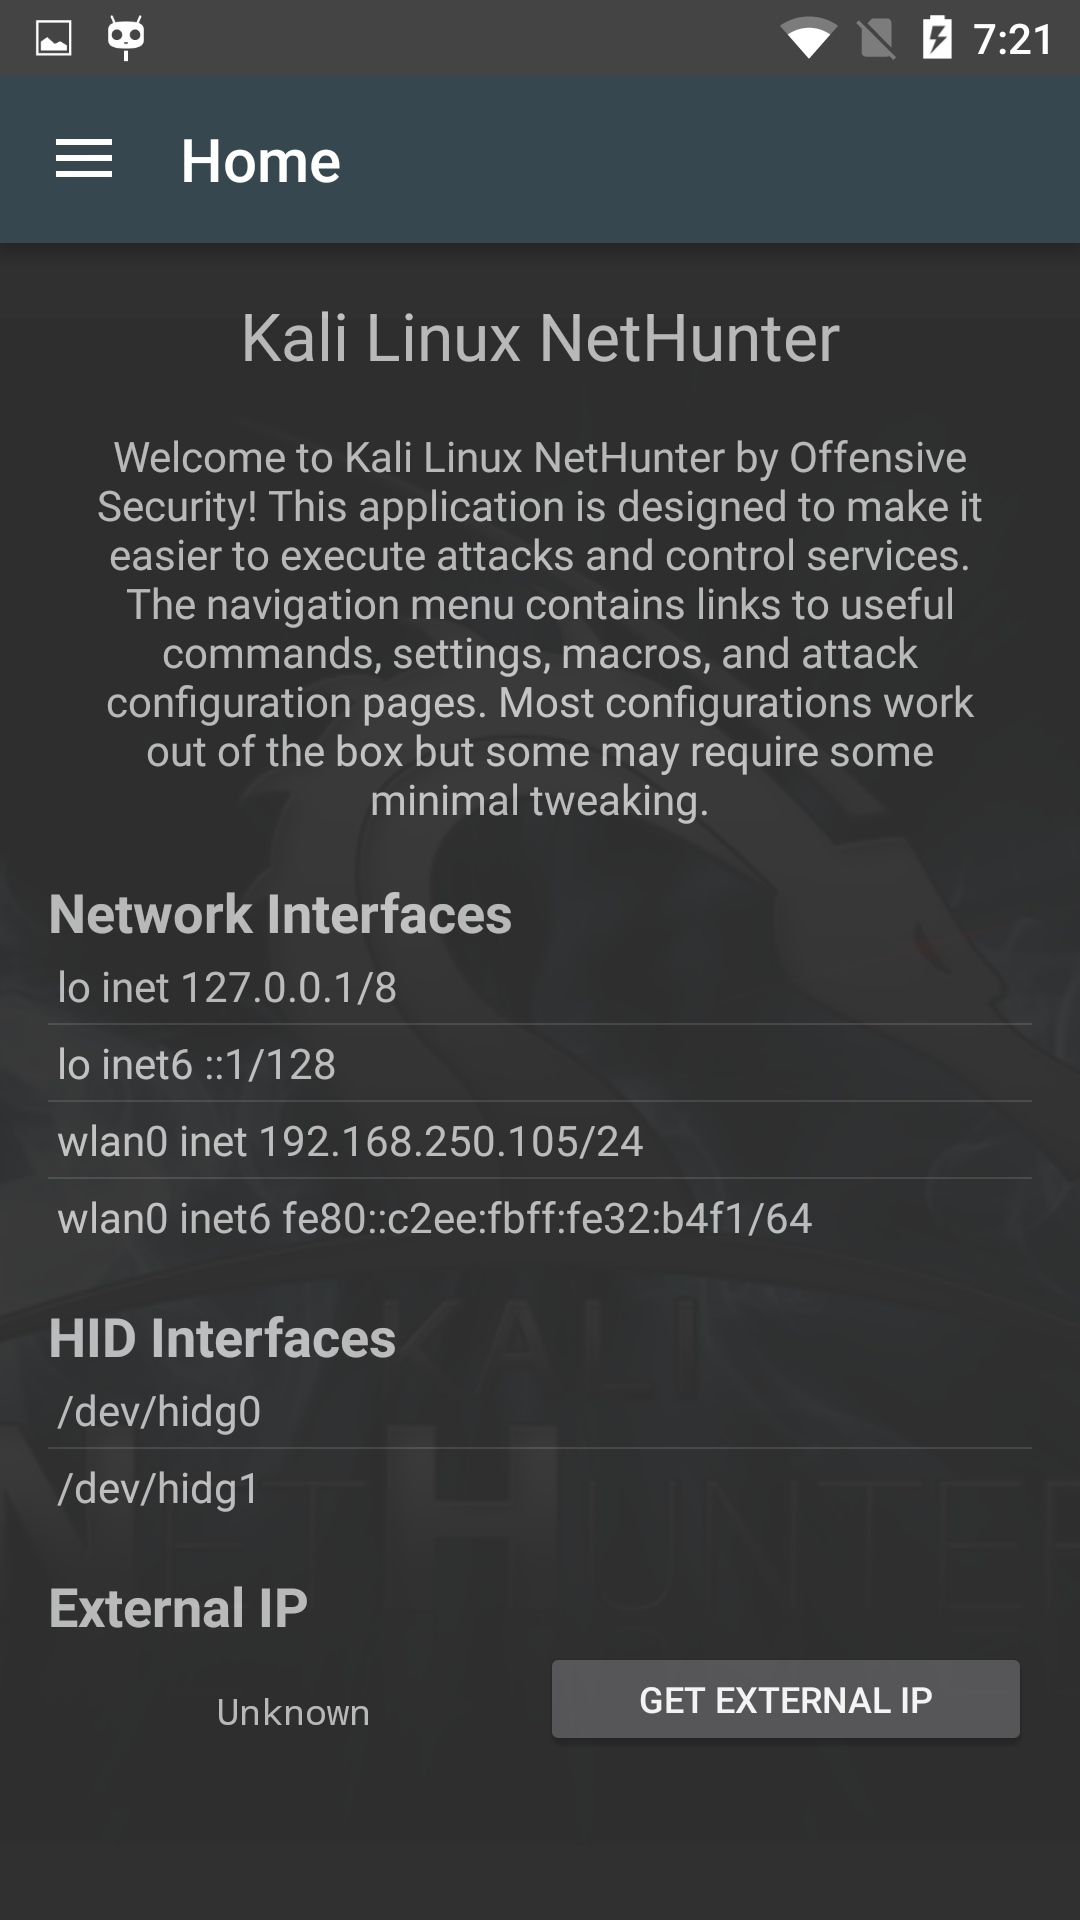 7:21
Home
Kali Linux NetHunter
Welcome to Kali Linux NetHunter by Offensive
Security! This application is designed to make it
easier to execute attacks and control services.
The navigation menu contains links to useful
commands, settings, macros, and attack
configuration pages. Most configurations work
out of the box but some may require some
minimal tweaking.
Network Interfaces
lo inet 127.0.0.1/8
lo inet6 ::1/128
wlan0 inet 192.168.250.105/24
wlan0 inet6 fe80::c2ee:fbff:fe32:b4f1/64
KALI
HID Interfaces
/dev/hidg0
/dev/hidg1
NETHUNTER
External IP
Unknown
GET EXTERNAL IP